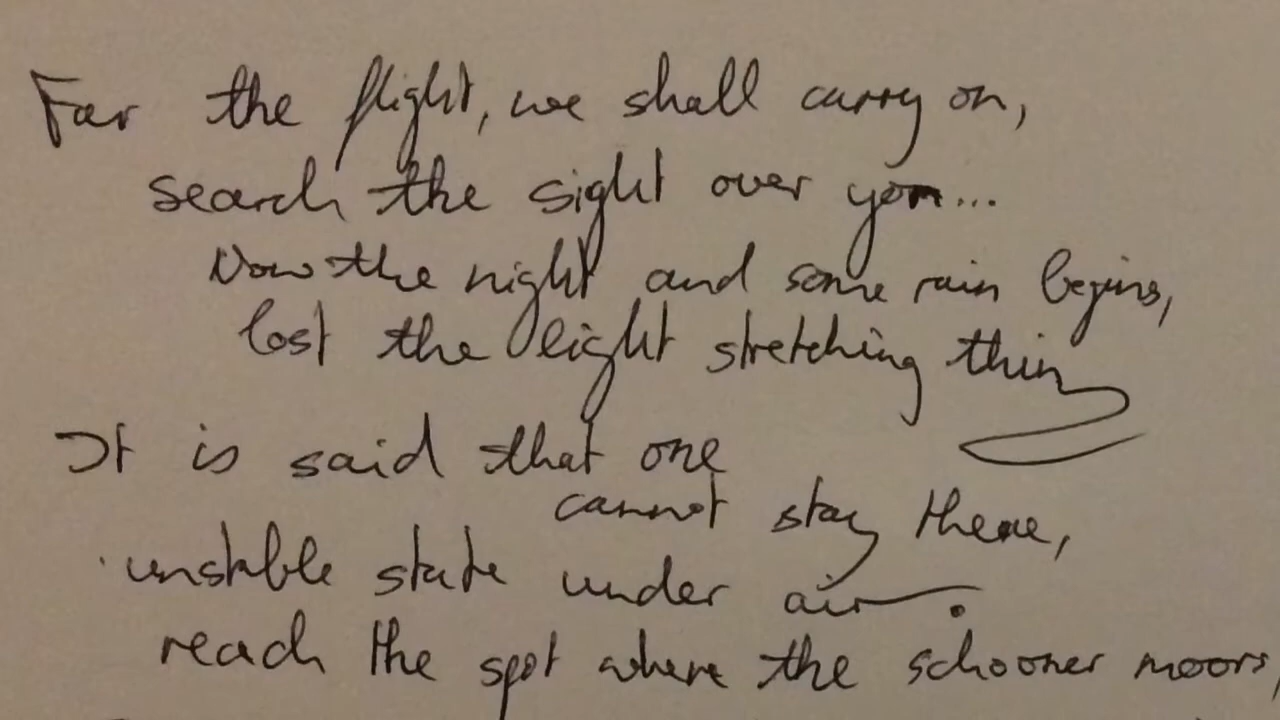 Far the flight, we shall carry on,
search the sight over yon...
Now the night and some rain begins,
lost the light stretching thin
It is said that one
cannot stay there,
unstable state under air.
reach the spot where the schooner moors,